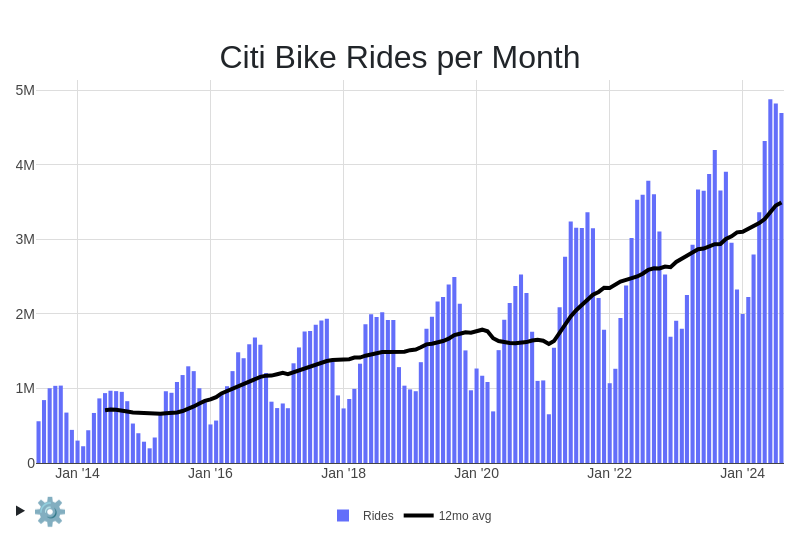 Citi Bike Rides per Month
5M
4M
3M
2M
1M
0
Jan '14 Jan '16 Jan '18 Jan '20 Jan '22 Jan '24
Rides 12mo avg